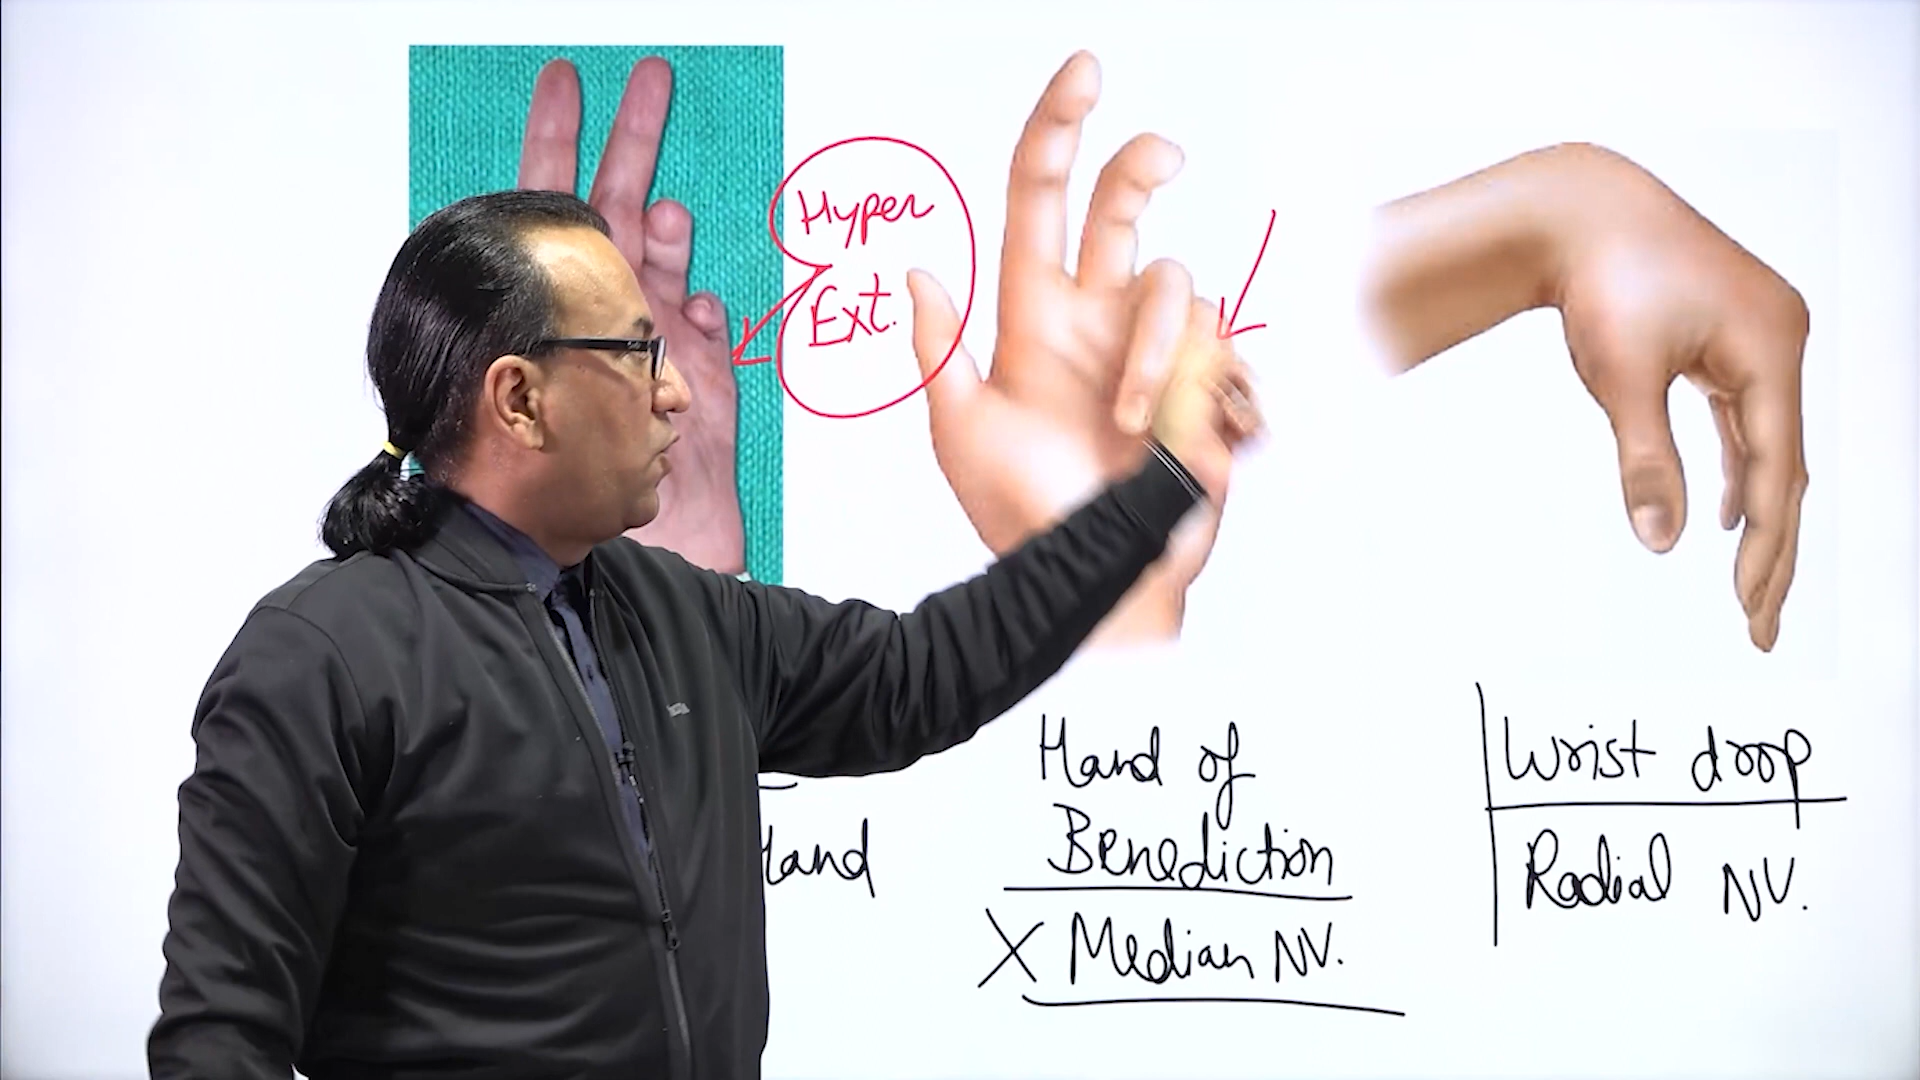 Hyper
Ext.
Hand
Hand of
Benediction
X Median NV.
Wrist drop
Radial NV.